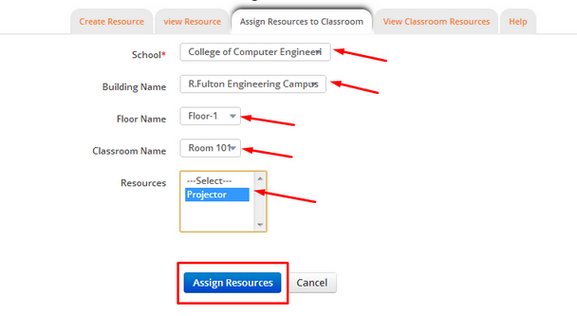 Create Resource view Resource Assign Resources to Classroom View Classroom Resources Help
School* College of Computer Engineeri
Building Name R.Fulton Engineering Campus
Floor Name Floor-1
Classroom Name Room 101
Resources ---Select---
Projector
Assign Resources Cancel